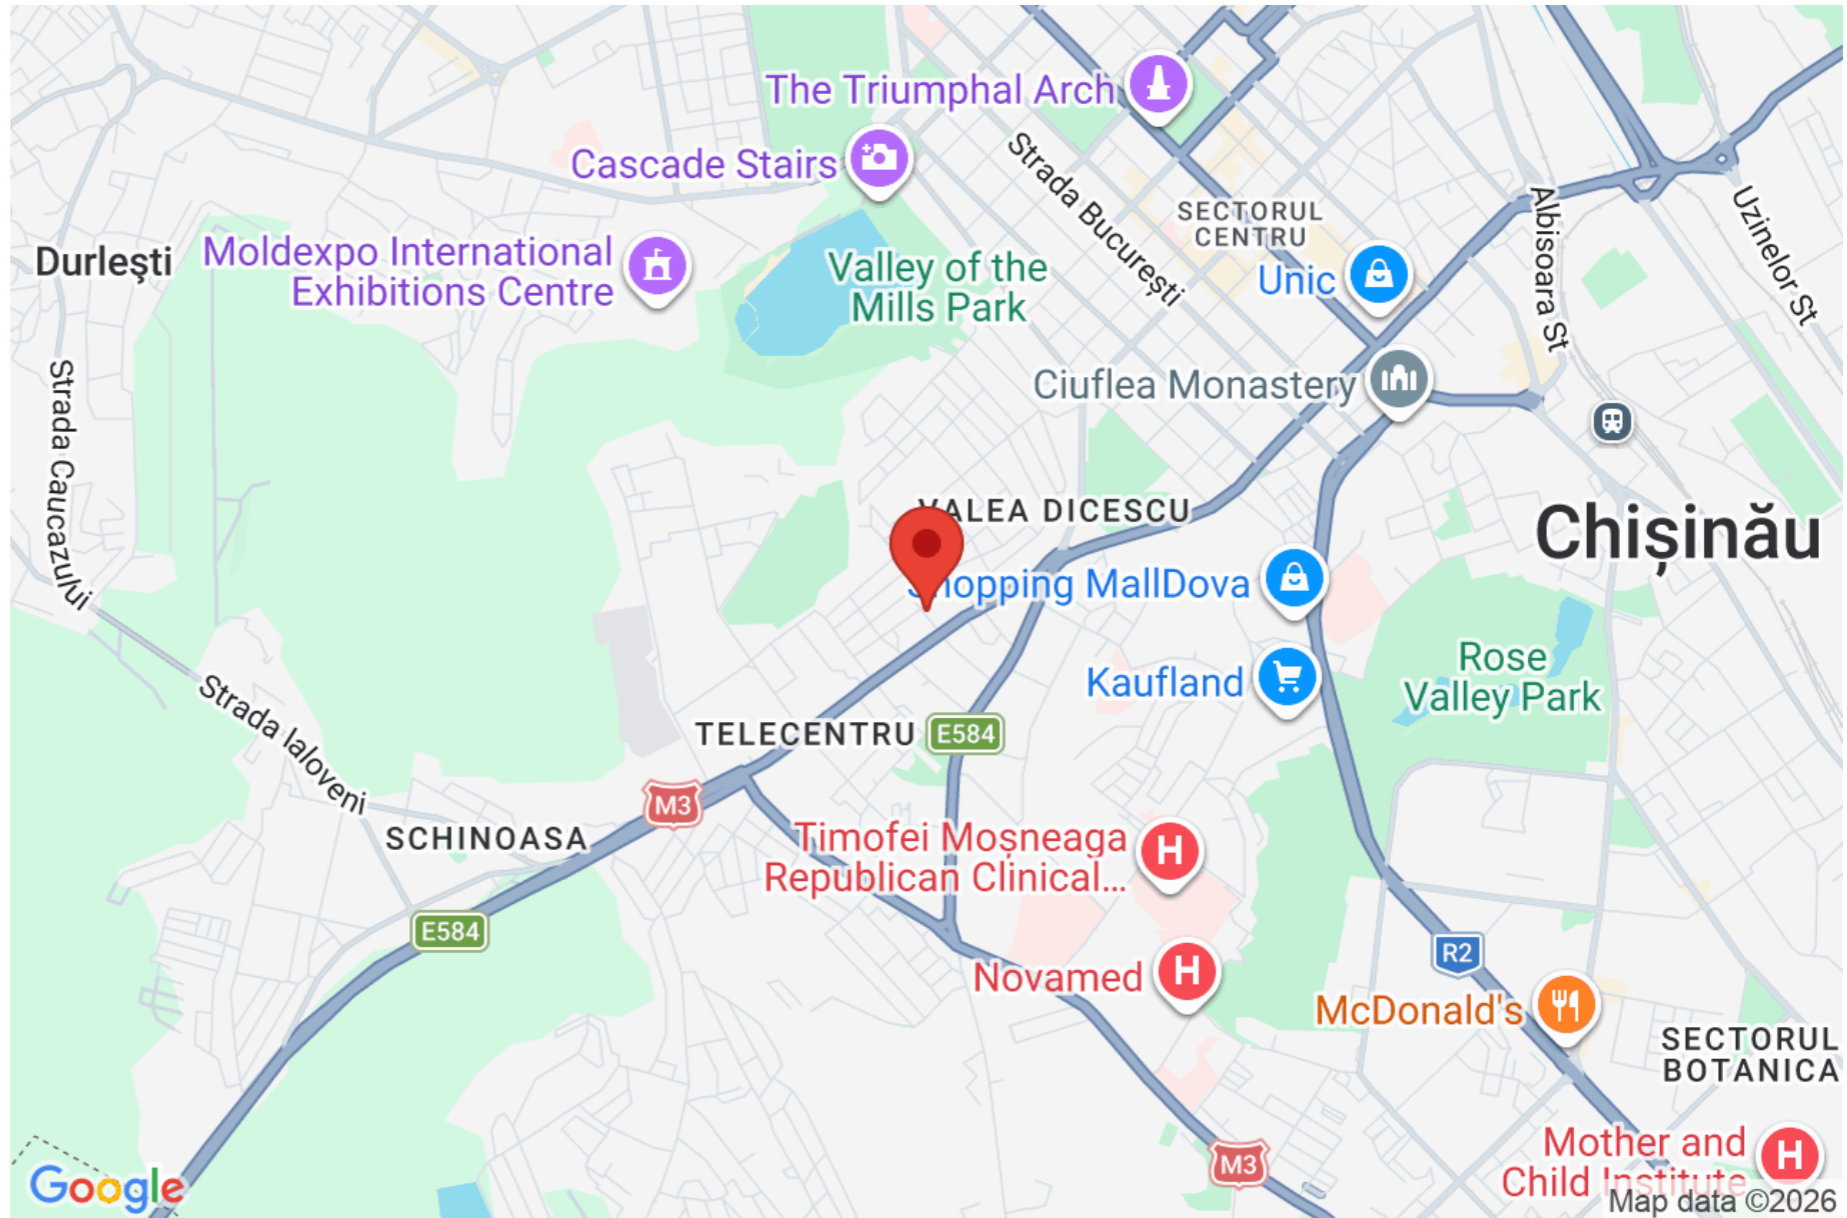 The Triumphal Arch
Cascade Stairs
Strada București
SECTORUL
CENTRU
Albisoara St
Uzinelor St
Durleşti
Moldexpo International
Exhibitions Centre
Valley of the
Mills Park
Unic
Ciuflea Monastery
Strada Caucazului
VALEA DICESCU
Chișinău
Shopping MallDova
Kaufland
Rose
Valley Park
Strada Ialoveni
TELECENTRU
E584
M3
SCHINOASA
Timofei Moșneaga
Republican Clinical...
H
E584
Novamed
H
R2
McDonald's
SECTORUL
BOTANICA
M3
Mother and
Child Institute
H
Google
Map data ©2026